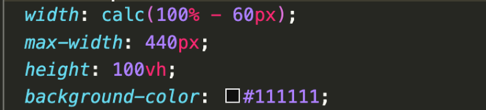 width: calc(100% - 60px);
max-width: 440px;
height: 100vh;
background-color: #111111;